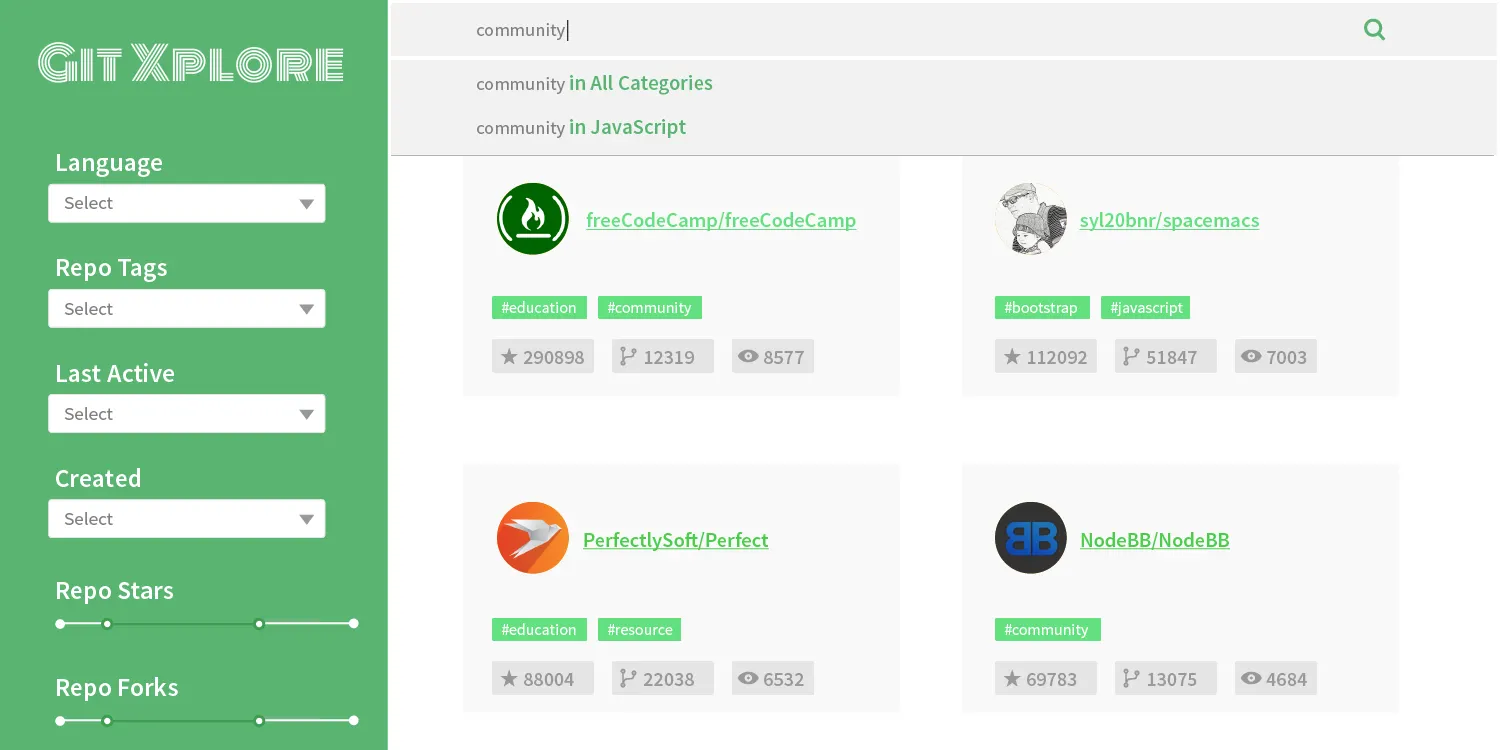 GIT XPLORE
Language
Select
Repo Tags
Select
Last Active
Select
Created
Select
Repo Stars
Repo Forks
community
community in All Categories
community in JavaScript
freeCodeCamp/freeCodeCamp
#education #community
290898 12319 8577
syl20bnr/spacemacs
#bootstrap #javascript
112092 51847 7003
PerfectlySoft/Perfect
#education #resource
88004 22038 6532
BB
NodeBB/NodeBB
#community
69783 13075 4684